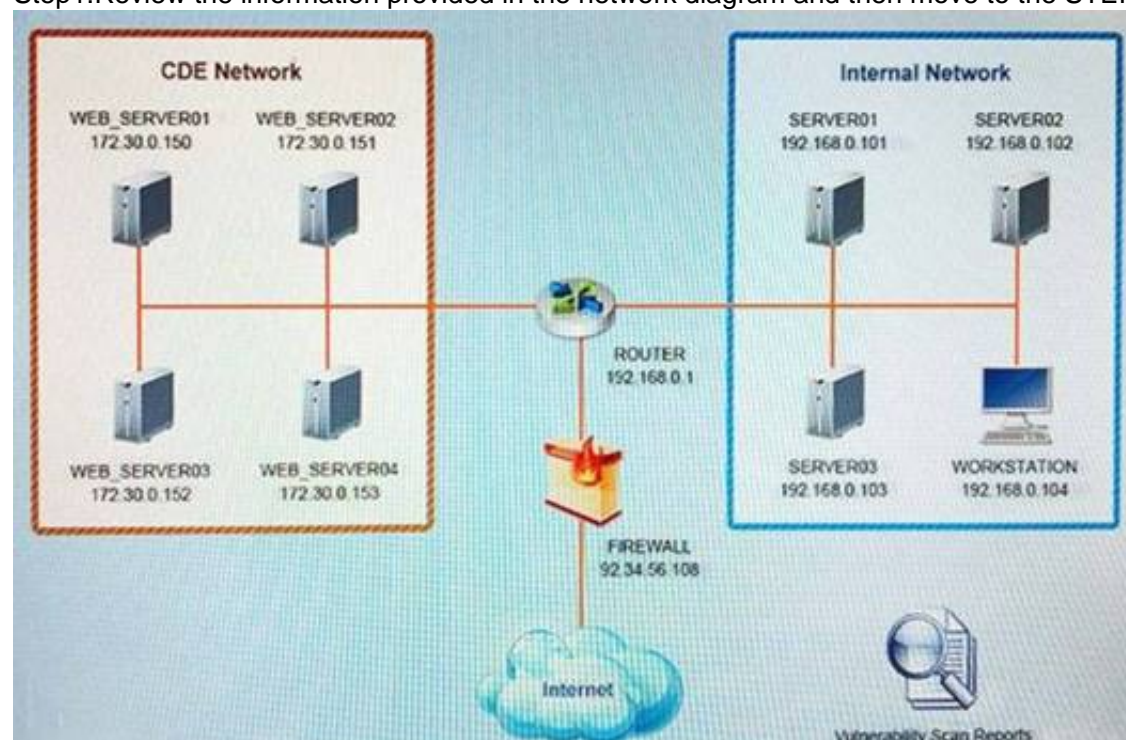 Step1:Review the information provided in the network diagram and then move to the
CDE Network
WEB_SERVER01
172.30.0.150
WEB_SERVER02
172.30.0.151
WEB_SERVER03
172.30.0.152
WEB_SERVER04
172.30.0.153
ROUTER
192.168.0.1
FIREWALL
92.34.56.108
Internet
Internal Network
SERVER01
192.168.0.101
SERVER02
192.168.0.102
SERVER03
192.168.0.103
WORKSTATION
192.168.0.104
Vulnerability Scan Reports